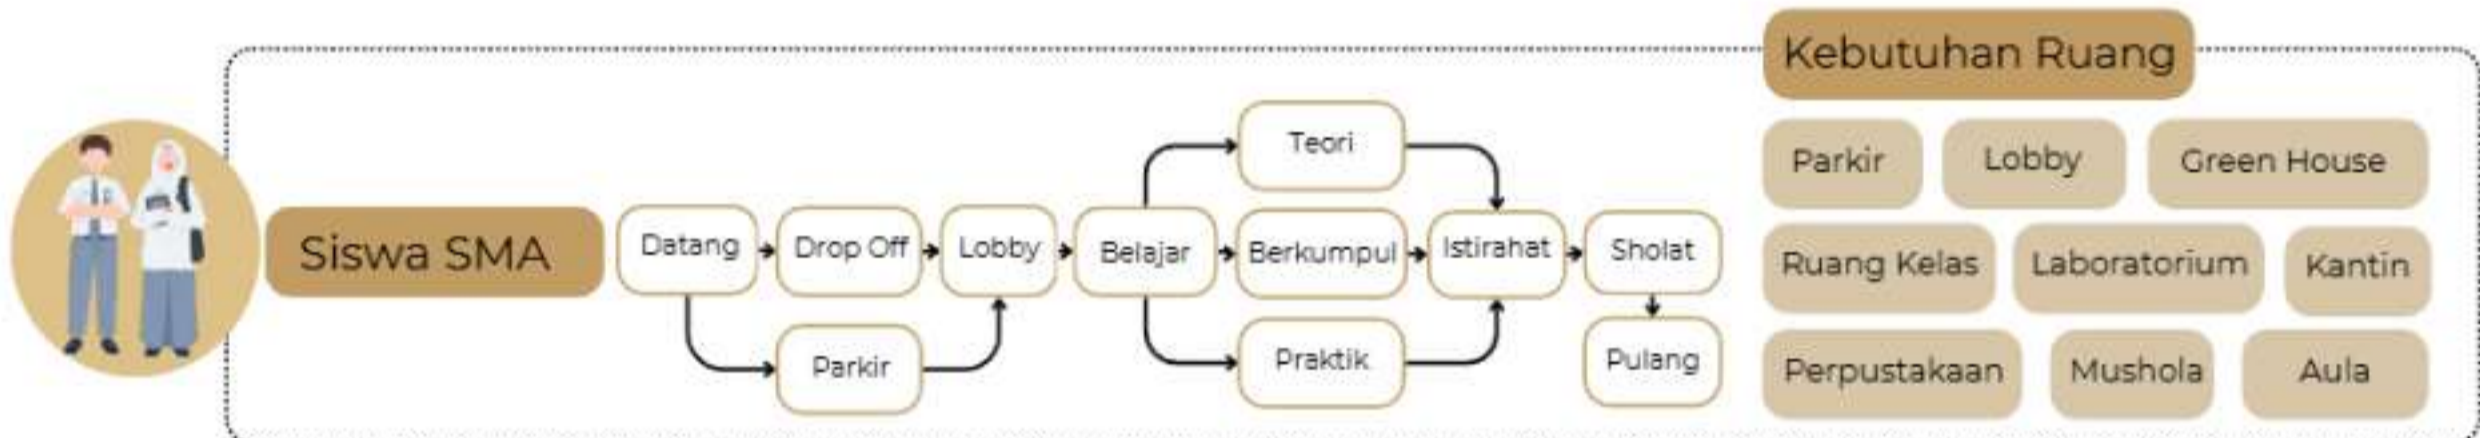 Kebutuhan Ruang
Siswa SMA
Datang
Drop Off
Parkir
Lobby
Belajar
Teori
Berkumpul
Praktik
Istirahat
Sholat
Pulang
Parkir
Lobby
Green House
Ruang Kelas
Laboratorium
Kantin
Perpustakaan
Mushola
Aula